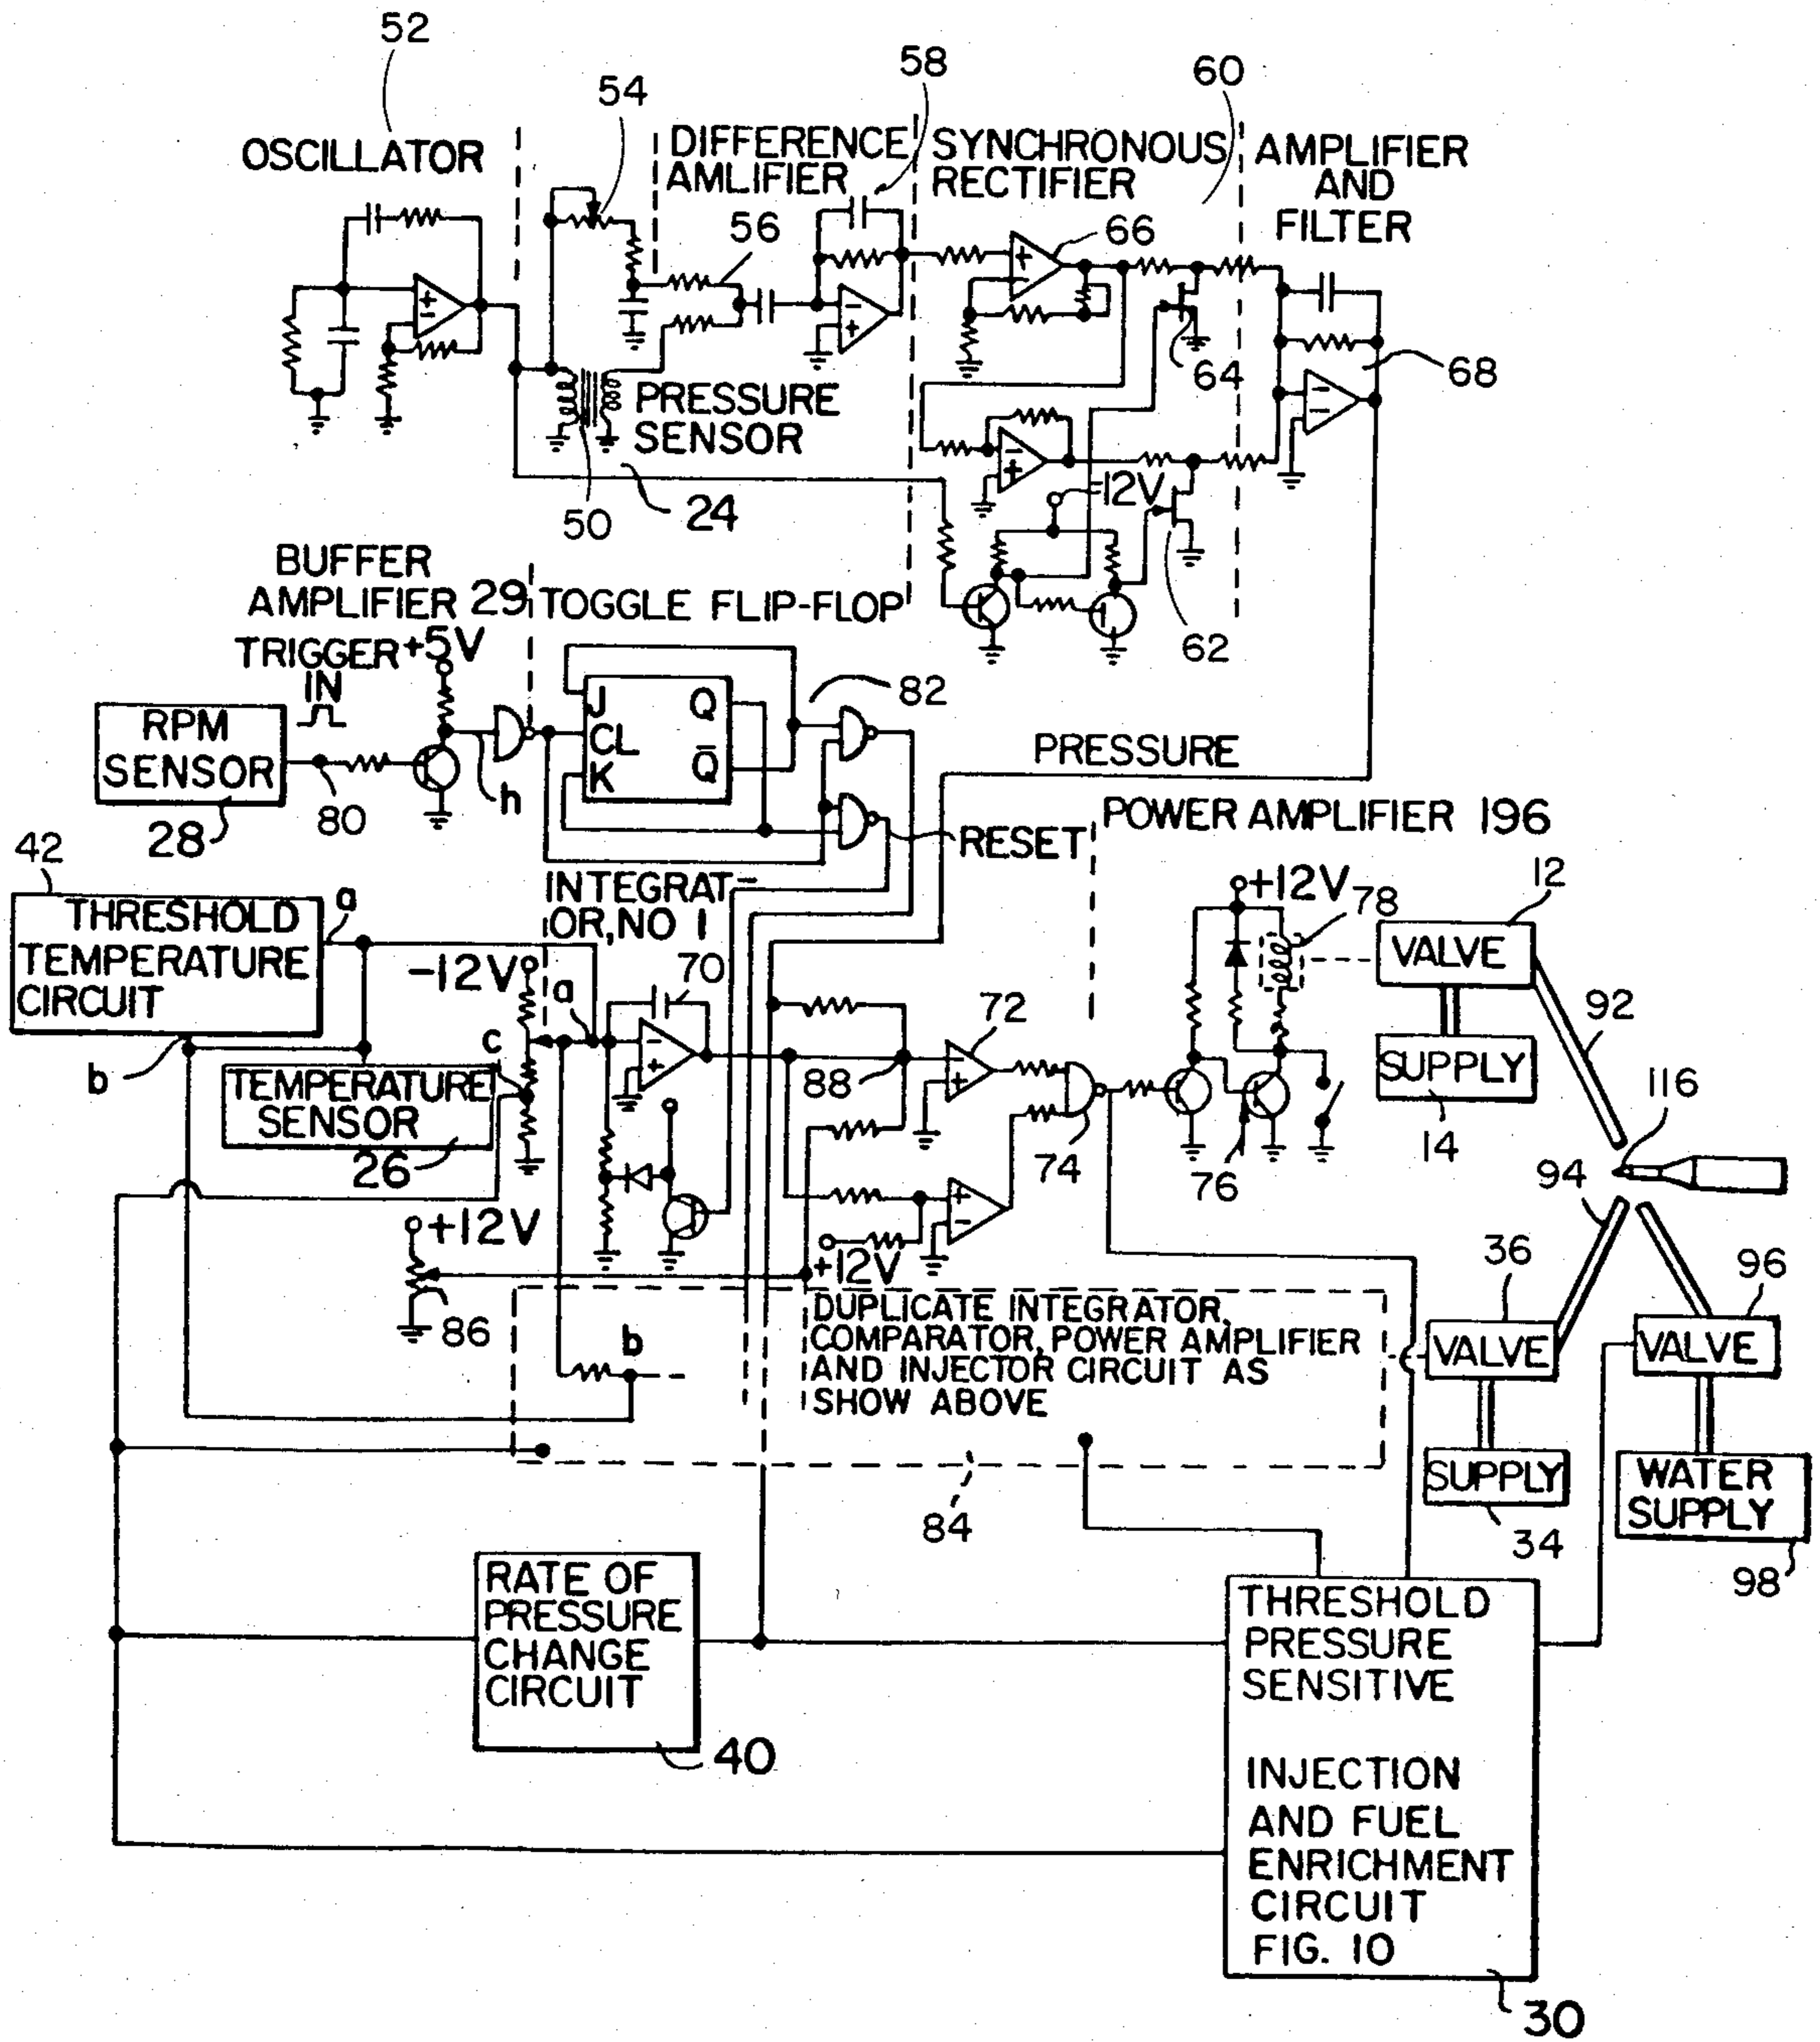 52
54
58
60
OSCILLATOR
DIFFERENCE
AMLIFIER
SYNCHRONOUS
RECTIFIER
AMPLIFIER
AND
FILTER
56
66
+
-
-
+
+
-
64
68
-
-
PRESSURE
SENSOR
-
+
-12V
50
24
62
BUFFER
AMPLIFIER 29
TOGGLE FLIP-FLOP
TRIGGER
IN
+5V
RPM
SENSOR
28
80
h
J
CL
K
Q
Q̅
82
PRESSURE
RESET
POWER AMPLIFIER 196
42
THRESHOLD
TEMPERATURE
CIRCUIT
a
b
INTEGRAT-
OR, NO 1
-12V
a
c
70
-
+
72
-
+
88
74
+12V
78
76
12
VALVE
SUPPLY
14
92
116
94
TEMPERATURE
SENSOR
26
+12V
86
+
-
+12V
b
DUPLICATE INTEGRATOR,
COMPARATOR, POWER AMPLIFIER
AND INJECTOR CIRCUIT AS
SHOW ABOVE
84
36
VALVE
SUPPLY
34
96
VALVE
WATER
SUPPLY
98
RATE OF
PRESSURE
CHANGE
CIRCUIT
40
THRESHOLD
PRESSURE
SENSITIVE
INJECTION
AND FUEL
ENRICHMENT
CIRCUIT
FIG. 10
30